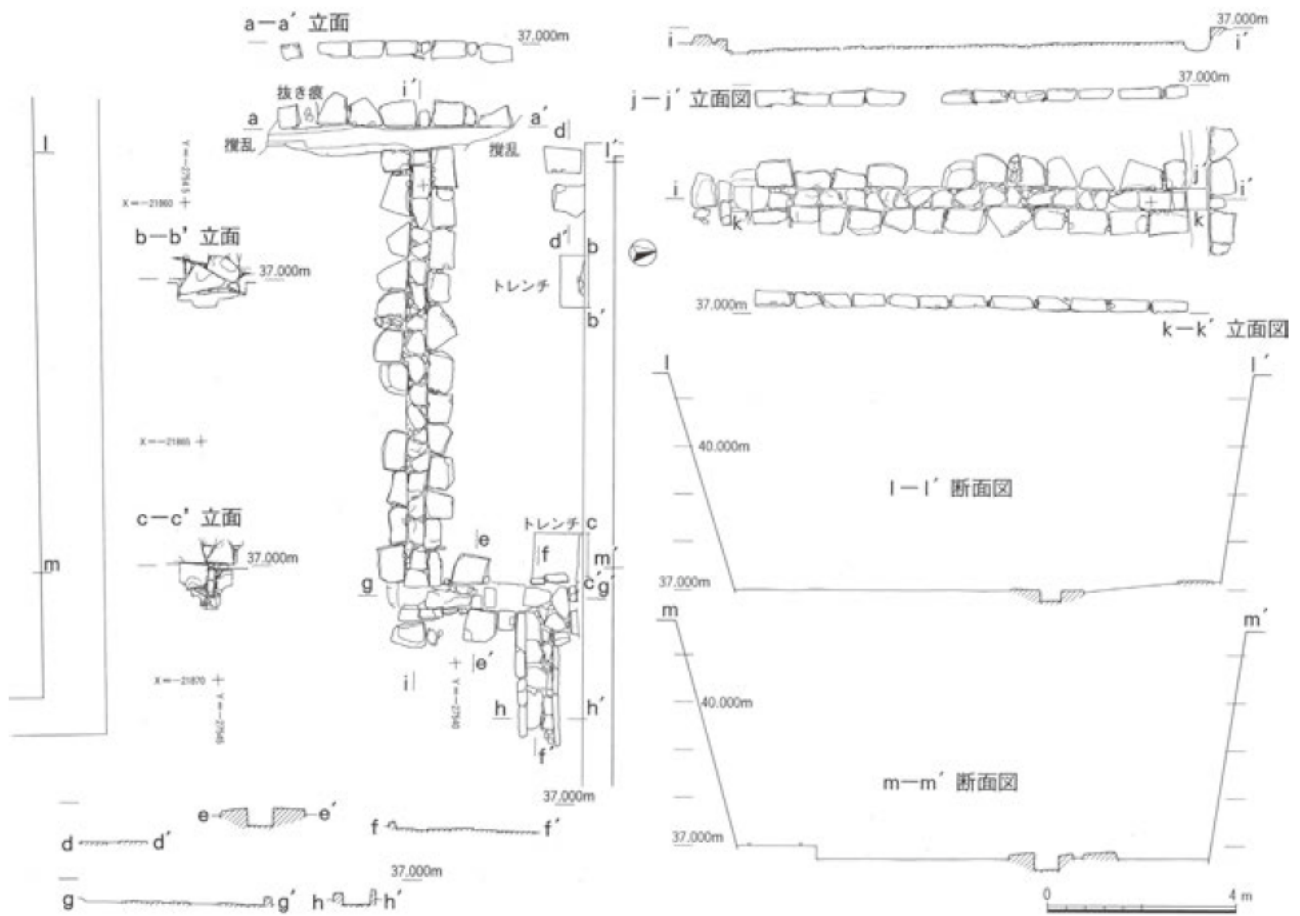 a－a′ 立面
37.000m
抜き痕
i′
a
a′
d
攪乱
攪乱
l
l′
X＝－21860
b－b′ 立面
d′
b
37.000m
トレンチ
b′
X＝－21865
c－c′ 立面
トレンチ c
37.000m
e
f
m
m′
g
c′
g′
e′
i
X＝－21870
Y＝－27545
Y＝－27540
h
h′
f′
37.000m
e
e′
f
f′
d
d′
37.000m
g
g′
h
h′
37.000m
i
i′
37.000m
j－j′ 立面図
j′
i
i′
k
k
37.000m
k－k′ 立面図
l
l′
40.000m
l－l′ 断面図
37.000m
m
m′
40.000m
m－m′ 断面図
37.000m
0
4 m